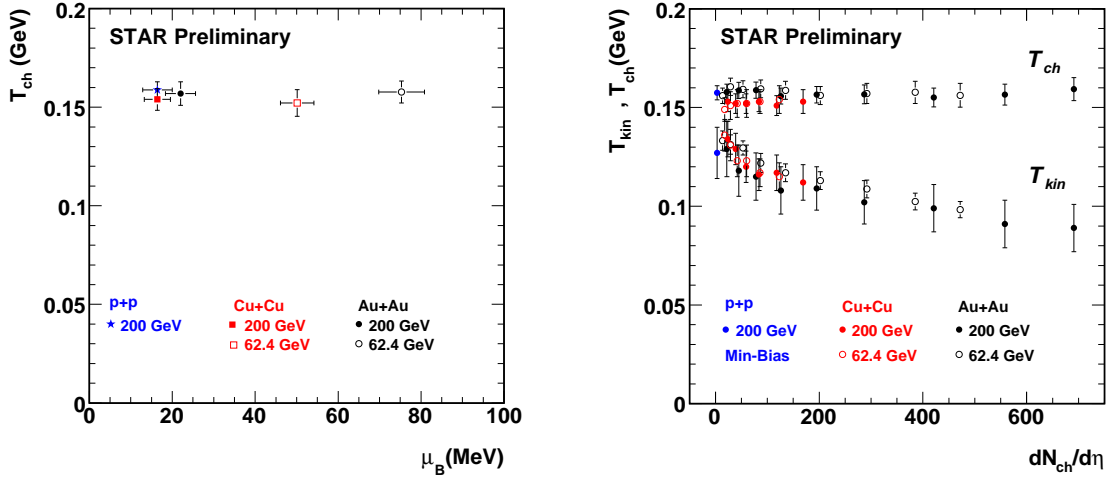 STAR Preliminary
T_ch (GeV)
0.2
0.15
0.1
0.05
0
p+p
200 GeV
Cu+Cu
200 GeV
62.4 GeV
Au+Au
200 GeV
62.4 GeV
0 20 40 60 80 100
μ_B(MeV)
STAR Preliminary
T_kin , T_ch (GeV)
0.2
0.15
0.1
0.05
0
T_ch
T_kin
p+p
200 GeV
Min-Bias
Cu+Cu
200 GeV
62.4 GeV
Au+Au
200 GeV
62.4 GeV
0 200 400 600
dN_ch/dη